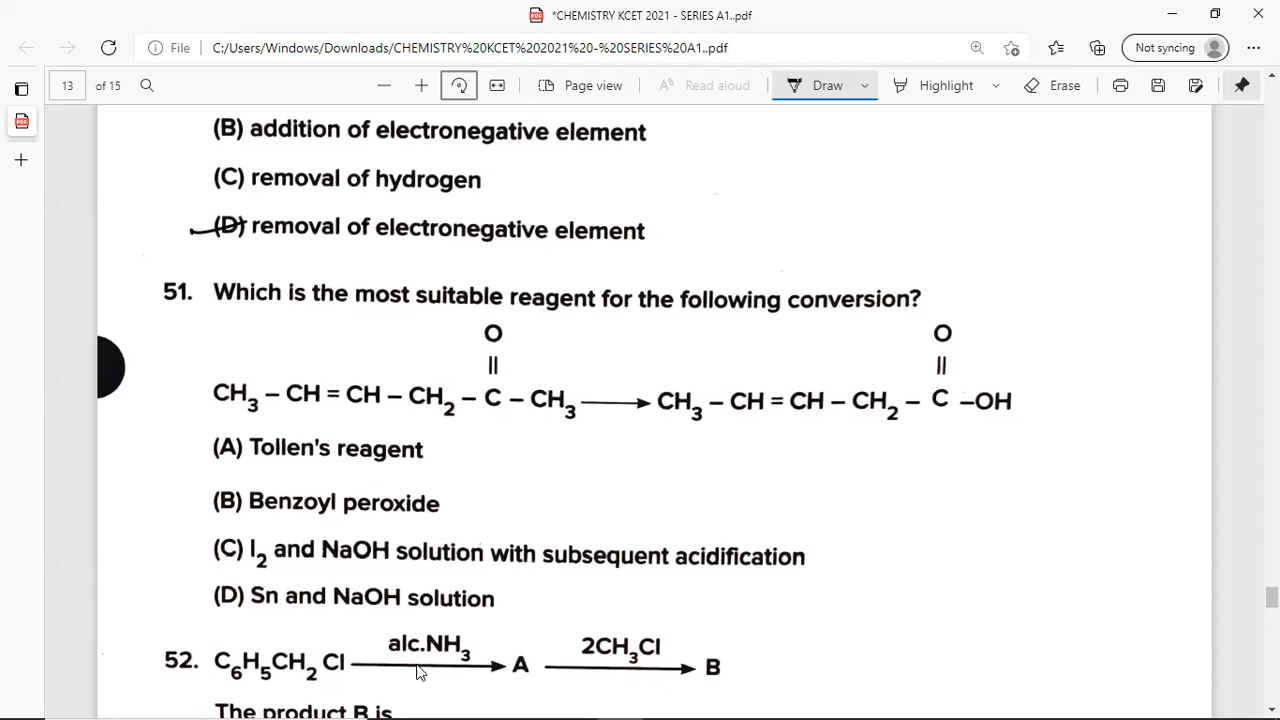 *CHEMISTRY KCET 2021 - SERIES A1..pdf
File C:/Users/Windows/Downloads/CHEMISTRY%20KCET%202021%20-%20SERIES%20A1..pdf Not syncing
13 of 15 Page view Read aloud Draw Highlight Erase
(B) addition of electronegative element
(C) removal of hydrogen
(D) removal of electronegative element
51. Which is the most suitable reagent for the following conversion?
O O
|| ||
CH3 – CH = CH – CH2 – C – CH3 → CH3 – CH = CH – CH2 – C –OH
(A) Tollen's reagent
(B) Benzoyl peroxide
(C) I2 and NaOH solution with subsequent acidification
(D) Sn and NaOH solution
alc.NH3 2CH3Cl
52. C6H5CH2 Cl → A → B
The product B is